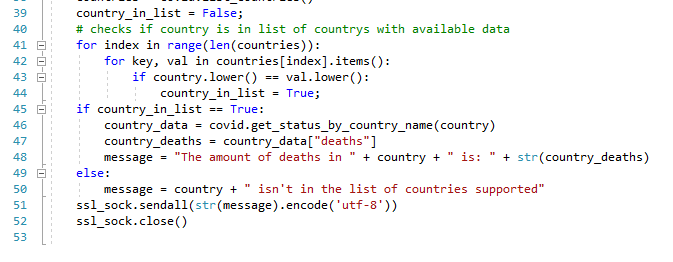 39 country_in_list = False;
40 # checks if country is in list of countrys with available data
41 for index in range(len(countries)):
42 for key, val in countries[index].items():
43 if country.lower() == val.lower():
44 country_in_list = True;
45 if country_in_list == True:
46 country_data = covid.get_status_by_country_name(country)
47 country_deaths = country_data["deaths"]
48 message = "The amount of deaths in " + country + " is: " + str(country_deaths)
49 else:
50 message = country + " isn't in the list of countries supported"
51 ssl_sock.sendall(str(message).encode('utf-8'))
52 ssl_sock.close()
53